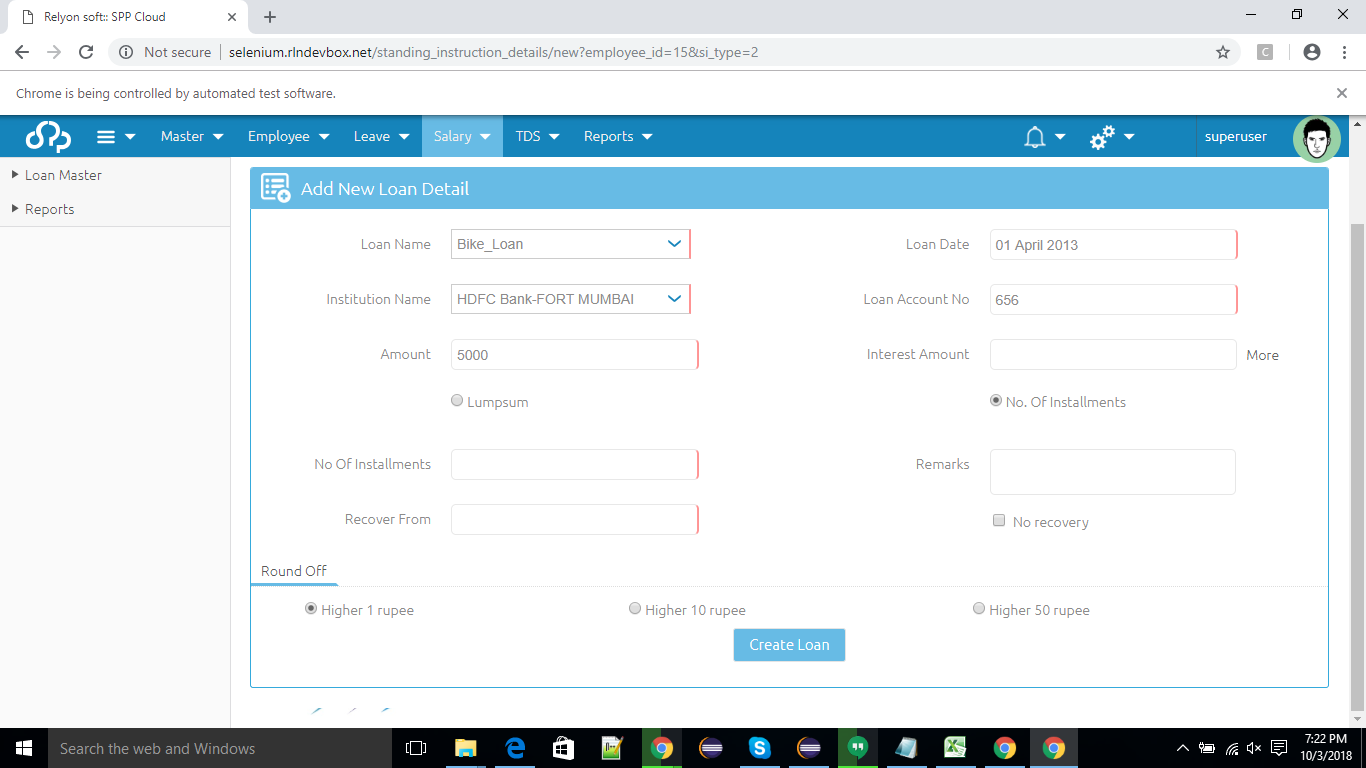 Relyon soft:: SPP Cloud
Not secure selenium.rlndevbox.net/standing_instruction_details/new?employee_id=15&si_type=2
C
Chrome is being controlled by automated test software.
Master Employee Leave Salary TDS Reports superuser
Loan Master
Reports
Add New Loan Detail
Loan Name Bike_Loan Loan Date 01 April 2013
Institution Name HDFC Bank-FORT MUMBAI Loan Account No 656
Amount 5000 Interest Amount More
Lumpsum No. Of Installments
No Of Installments Remarks
Recover From No recovery
Round Off
Higher 1 rupee Higher 10 rupee Higher 50 rupee
Create Loan
Search the web and Windows
7:22 PM
10/3/2018